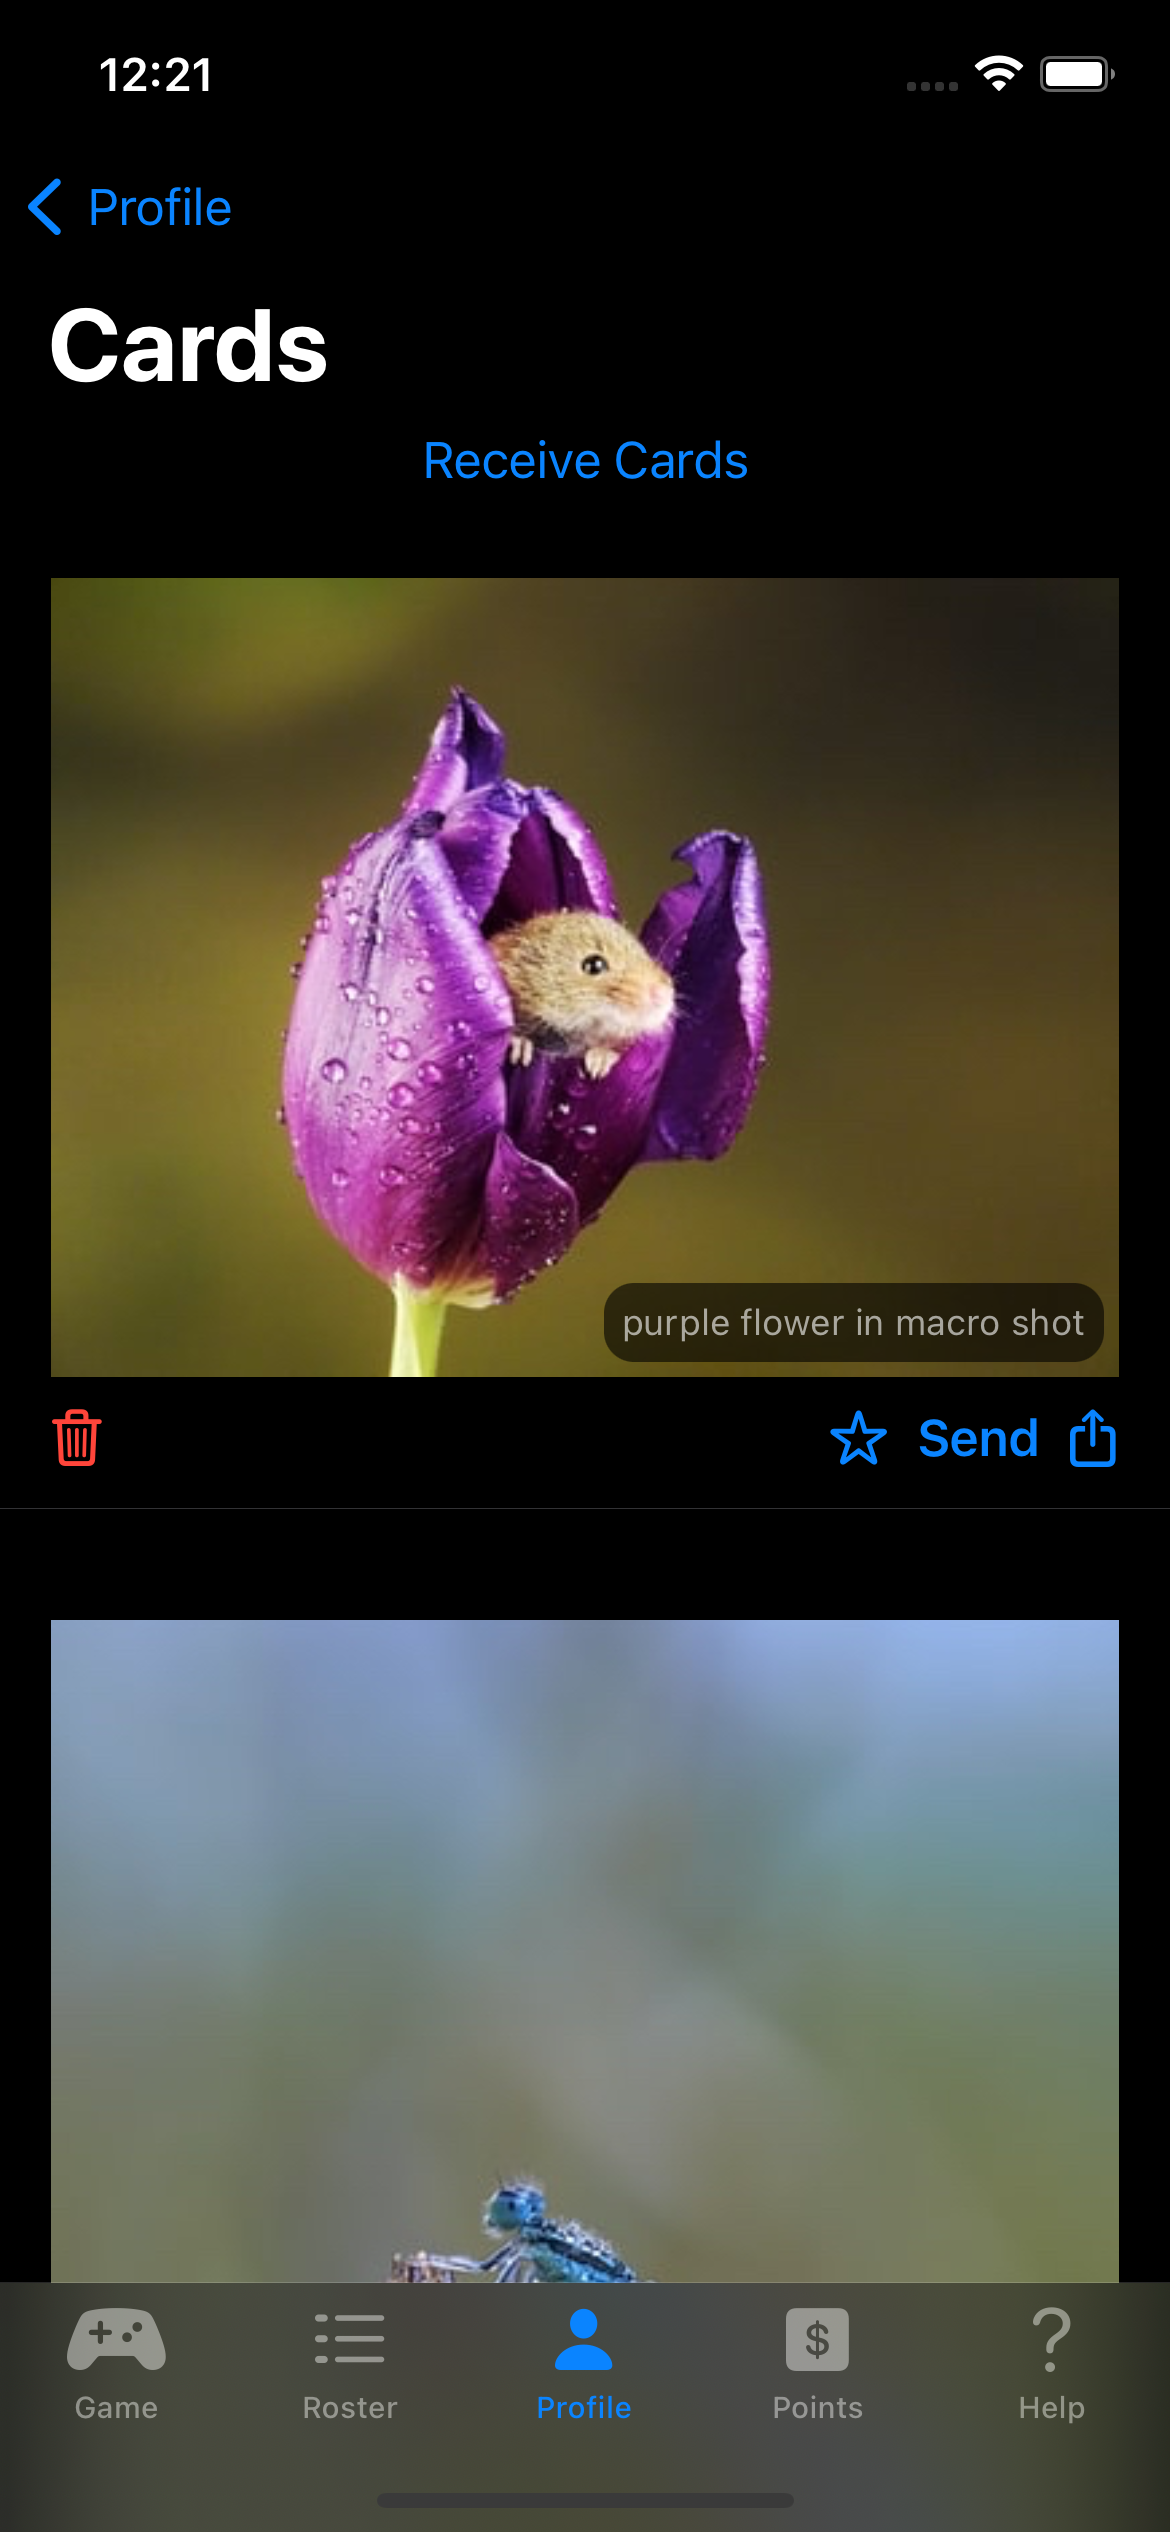 12:21
Profile
Cards
Receive Cards
purple flower in macro shot
Send
Game
Roster
Profile
Points
Help